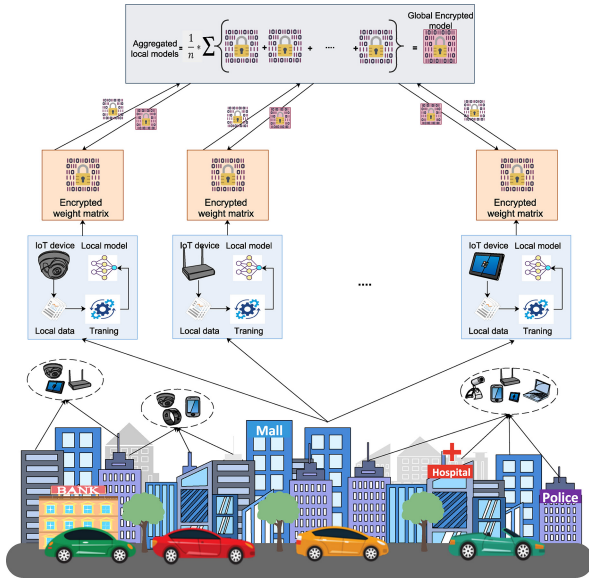 Global Encrypted
model
Aggregated
local models
= 1/n * Σ { + + .... + } =
Encrypted
weight matrix
Encrypted
weight matrix
Encrypted
weight matrix
IoT device Local model
Local data Traning
IoT device Local model
Local data Traning
....
IoT device Local model
Local data Traning
Mall
Hospital
BANK
Police